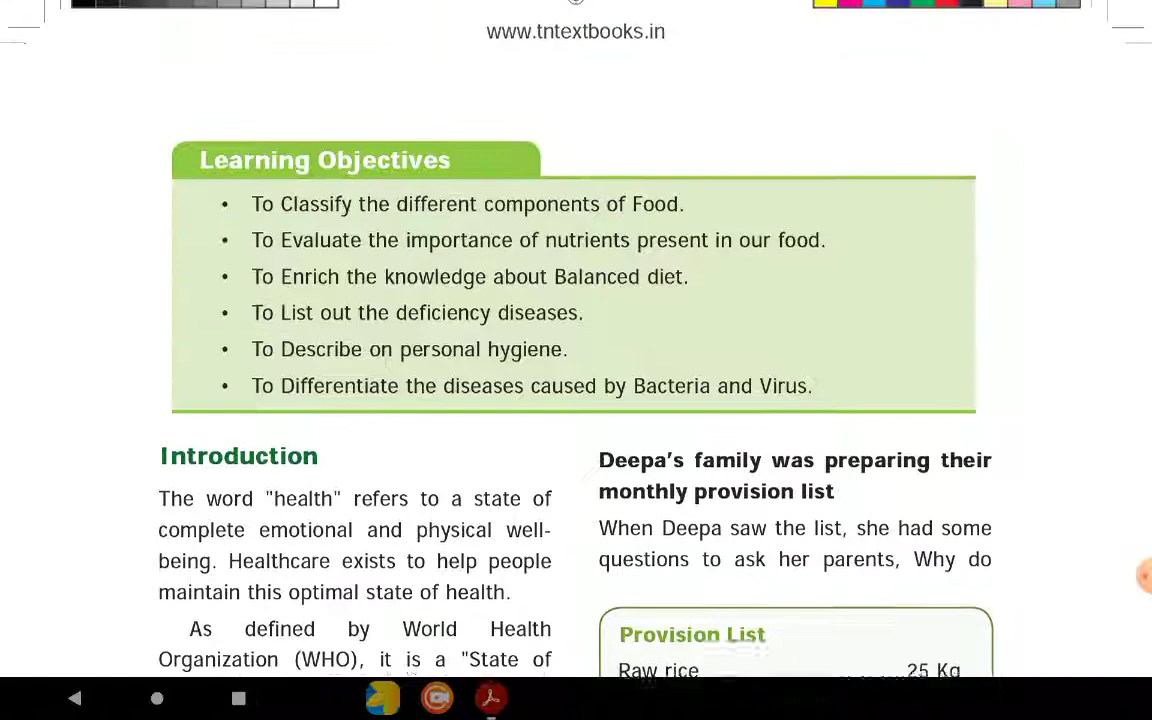 www.tntextbooks.in
Learning Objectives
• To Classify the different components of Food.
• To Evaluate the importance of nutrients present in our food.
• To Enrich the knowledge about Balanced diet.
• To List out the deficiency diseases.
• To Describe on personal hygiene.
• To Differentiate the diseases caused by Bacteria and Virus.
Introduction
The word "health" refers to a state of
complete emotional and physical well-
being. Healthcare exists to help people
maintain this optimal state of health.
As defined by World Health
Organization (WHO), it is a "State of
Deepa's family was preparing their
monthly provision list
When Deepa saw the list, she had some
questions to ask her parents, Why do
Provision List
Raw rice 25 Kg